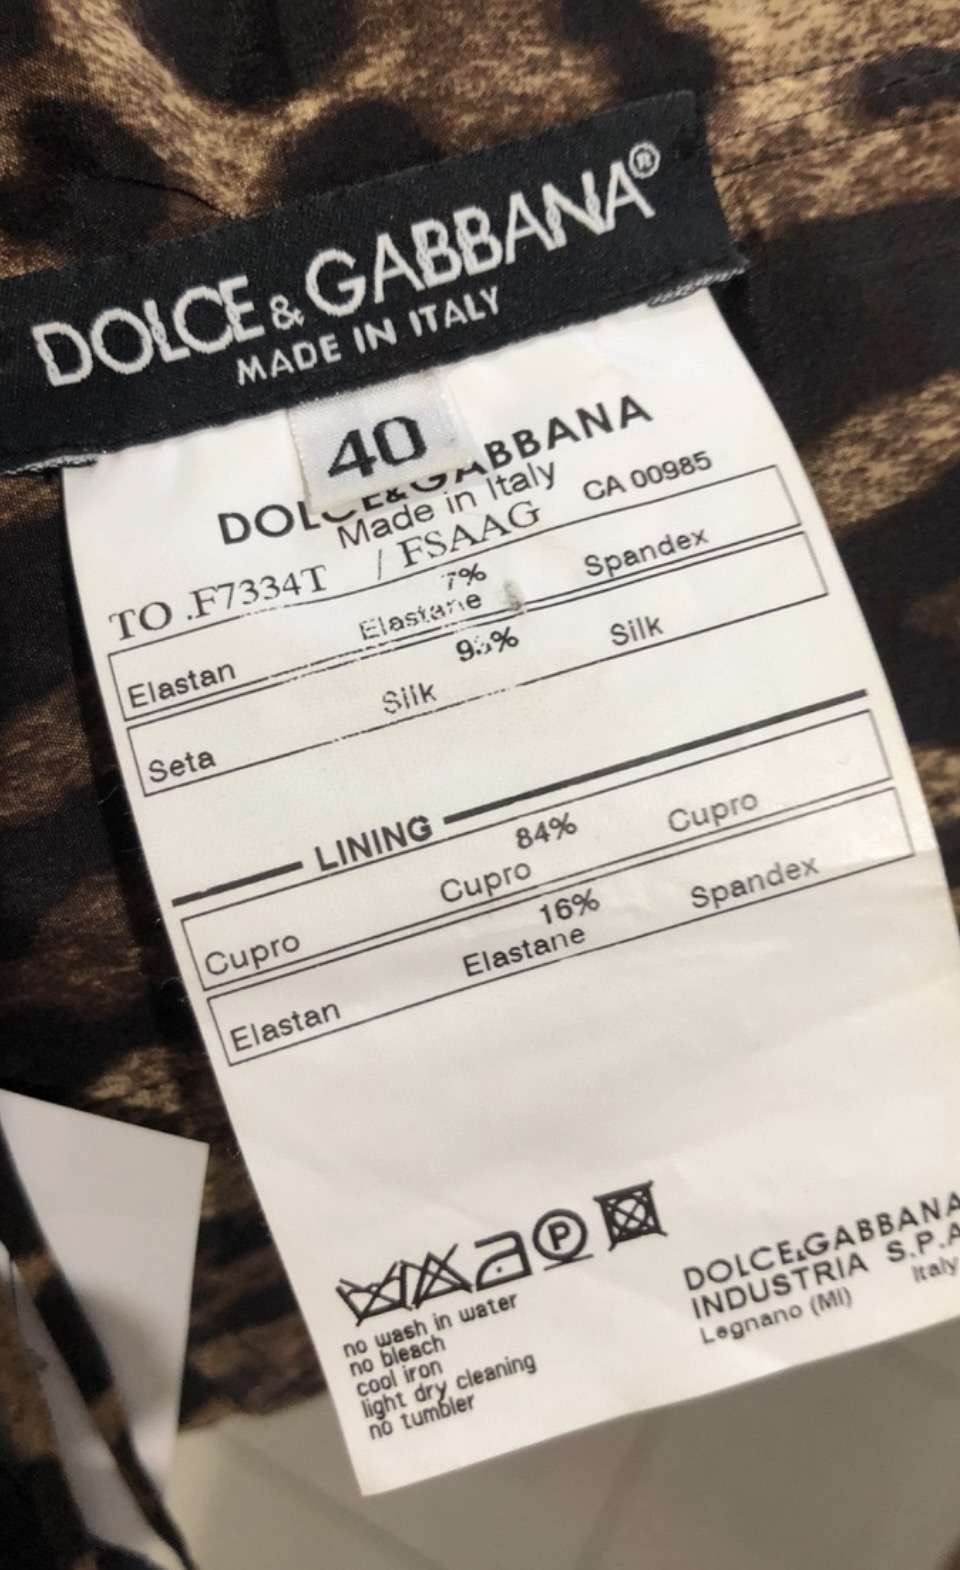 DOLCE&GABBANA®
MADE IN ITALY
40
DOLCE&GABBANA
Made in Italy
CA 00985
TO .F7334T / FSAAG
7%
Elastan Elastane Spandex
Seta Silk Silk
LINING
84%
Cupro Cupro Cupro
16%
Elastan Elastane Spandex
P
no wash in water
no bleach
cool iron
light dry cleaning
no tumbler
DOLCE&GABBANA
INDUSTRIA S.P.A
Legnano (MI) Italy